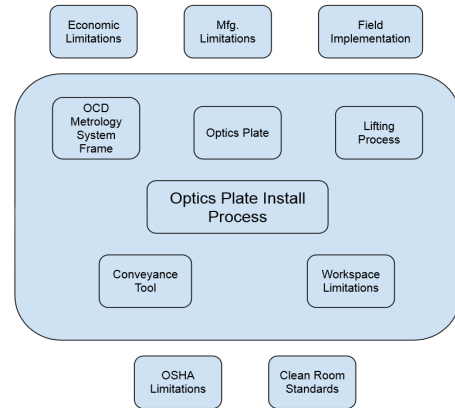 Economic
Limitations
Mfg.
Limitations
Field
Implementation
OCD
Metrology
System
Frame
Optics Plate
Lifting
Process
Optics Plate Install
Process
Conveyance
Tool
Workspace
Limitations
OSHA
Limitations
Clean Room
Standards